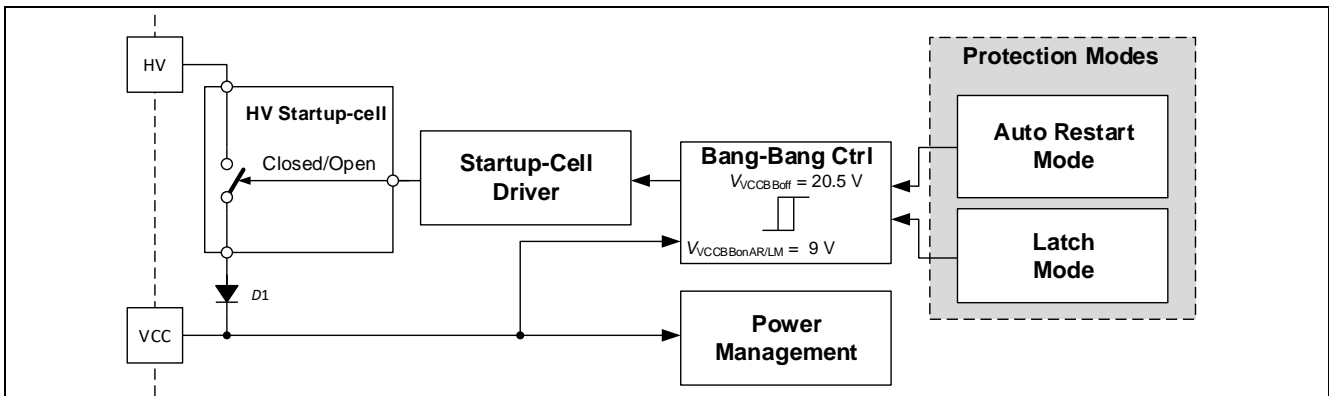 HV
HV Startup-cell
Closed/Open
D1
VCC
Startup-Cell
Driver
Bang-Bang Ctrl
VVCCBBoff = 20.5 V
VVCCBBonAR/LM = 9 V
Power
Management
Protection Modes
Auto Restart
Mode
Latch
Mode